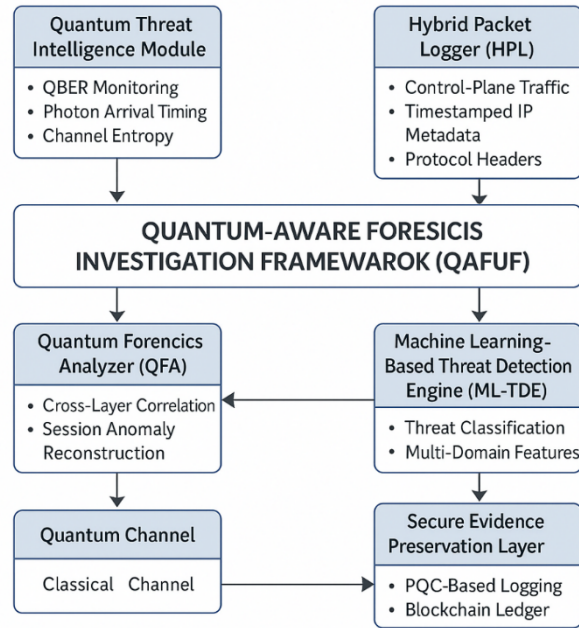 Quantum Threat
Intelligence Module
• QBER Monitoring
• Photon Arrival Timing
• Channel Entropy
Hybrid Packet
Logger (HPL)
• Control-Plane Traffic
• Timestamped IP
Metadata
• Protocol Headers
QUANTUM-AWARE FORESICIS
INVESTIGATION FRAMEWAROK (QAFUF)
Quantum Forencics
Analyzer (QFA)
• Cross-Layer Correlation
• Session Anomaly
Reconstruction
Machine Learning-
Based Threat Detection
Engine (ML-TDE)
• Threat Classification
• Multi-Domain Features
Quantum Channel
Classical Channel
Secure Evidence
Preservation Layer
• PQC-Based Logging
• Blockchain Ledger